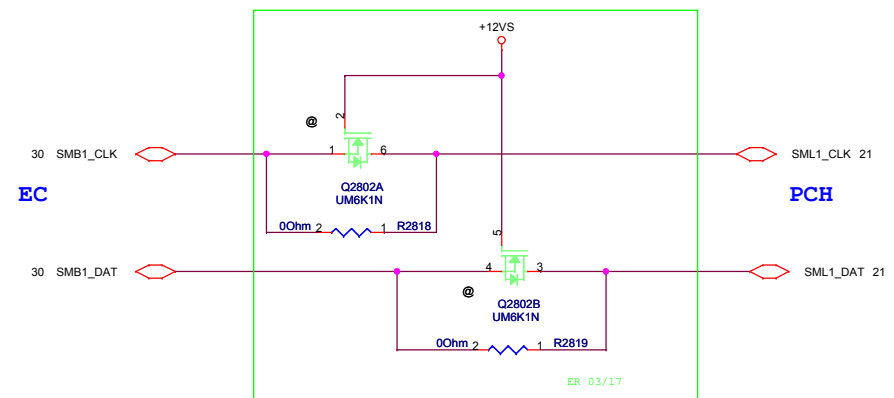 +12VS
@
2
30 SMB1_CLK
1
6
SML1_CLK 21
EC
Q2802A
UM6K1N
PCH
0Ohm 2
1 R2818
5
30 SMB1_DAT
4
3
SML1_DAT 21
@
Q2802B
UM6K1N
0Ohm 2
1 R2819
ER 03/17